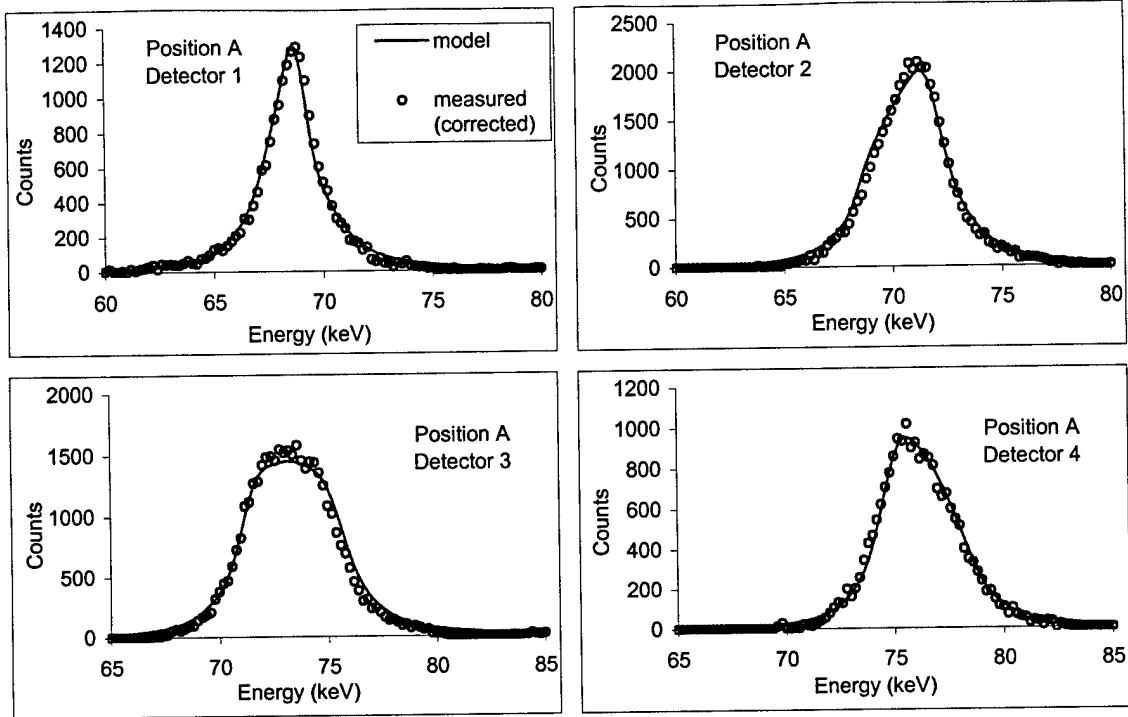 1400
1200
1000
800
600
400
200
0
Counts
Position A
Detector 1
model
measured
(corrected)
60
65
70
75
80
Energy (keV)
2500
2000
1500
1000
500
0
Counts
Position A
Detector 2
60
65
70
75
80
Energy (keV)
2000
1500
1000
500
0
Counts
Position A
Detector 3
65
70
75
80
85
Energy (keV)
1200
1000
800
600
400
200
0
Counts
Position A
Detector 4
65
70
75
80
85
Energy (keV)